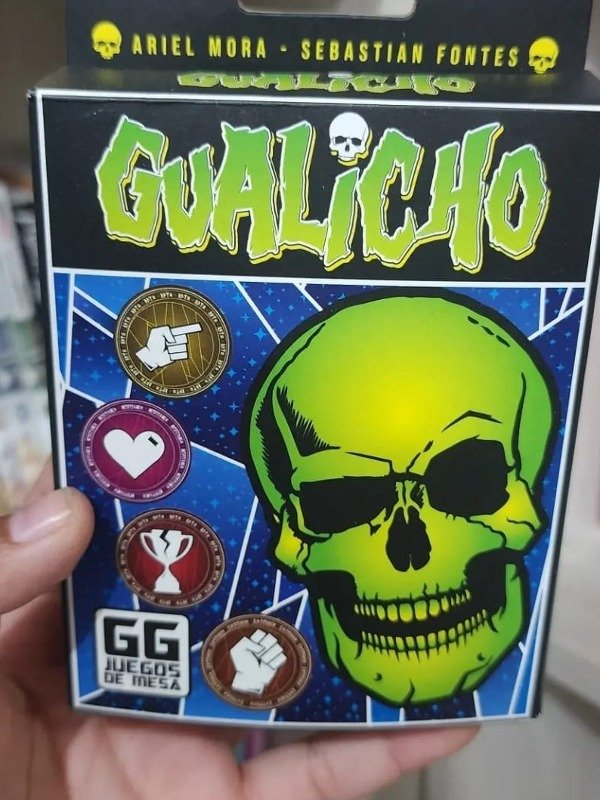 ARIEL MORA - SEBASTIAN FONTES
GUALICHO
GUALICHO
GG
JUEGOS
DE MESA